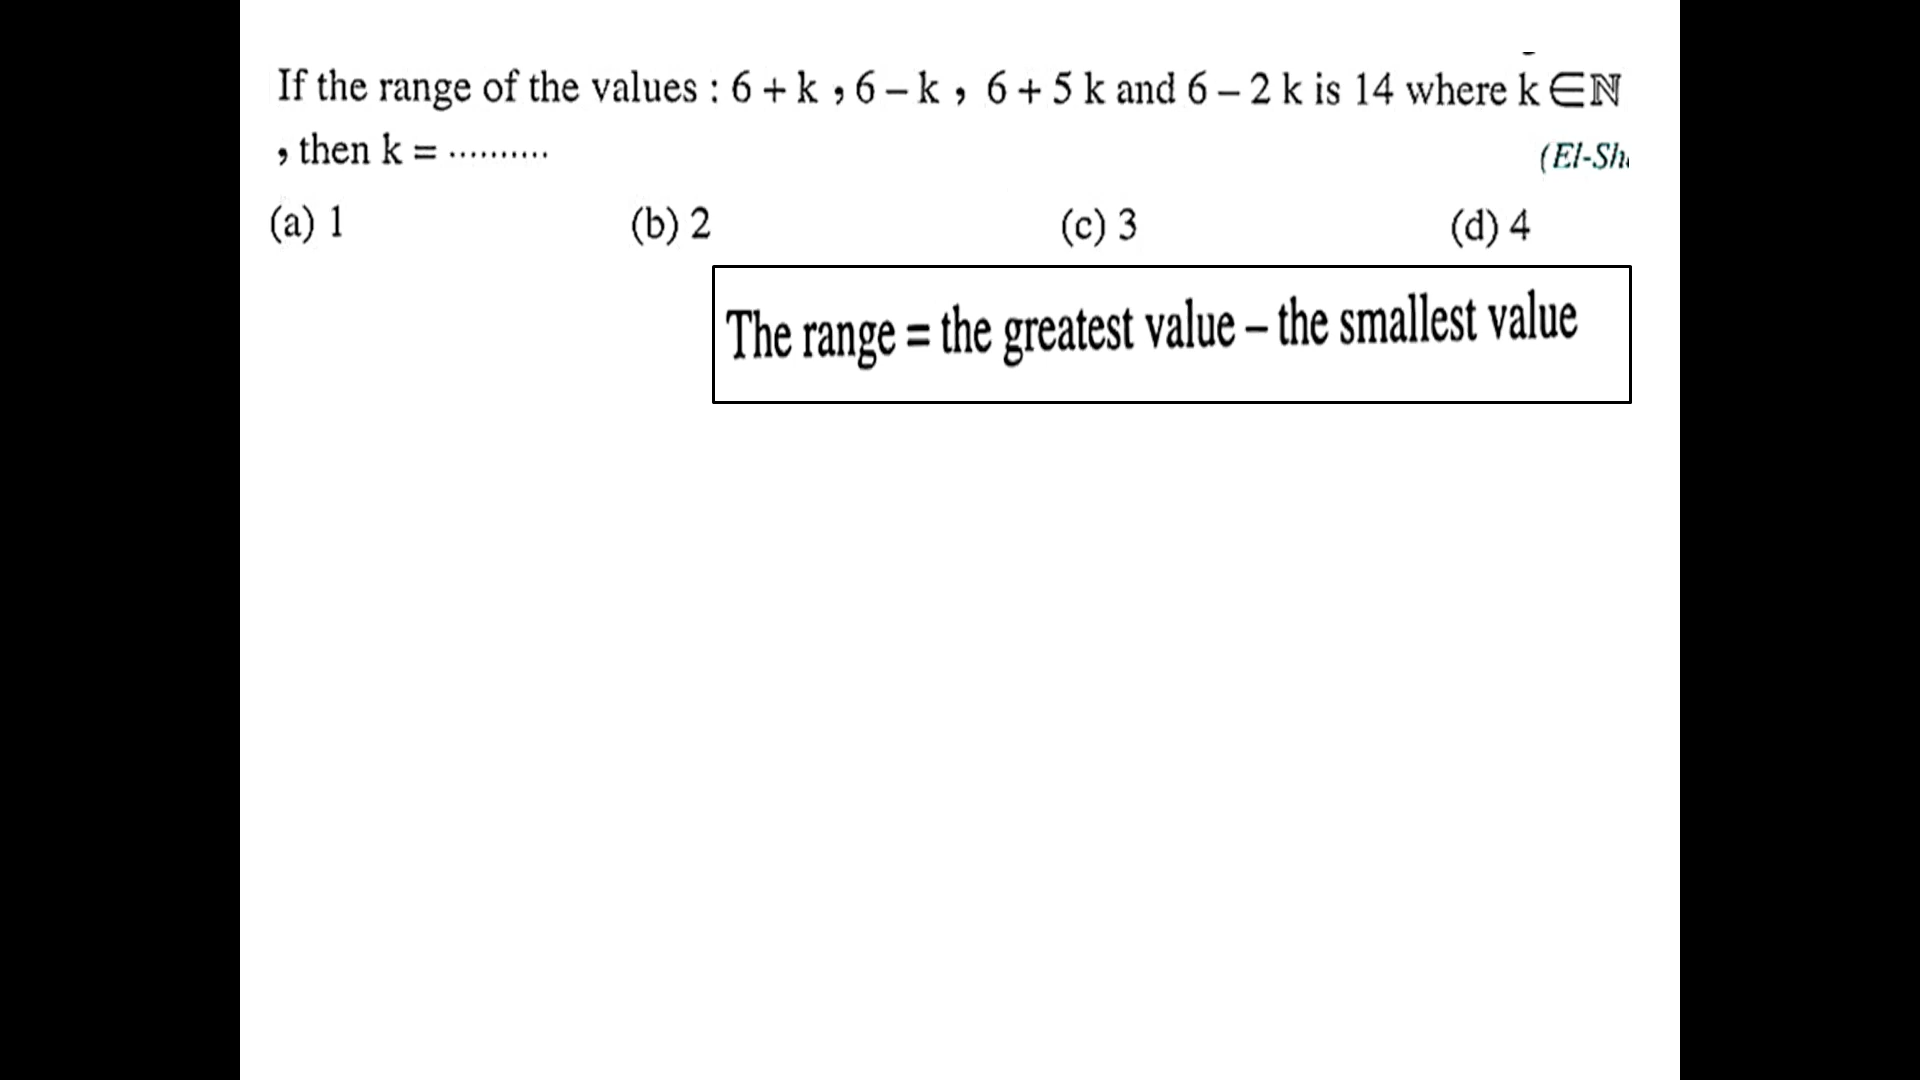 If the range of the values : 6 + k , 6 – k , 6 + 5 k and 6 – 2 k is 14 where k ∈ ℕ
, then k = ..........
(a) 1 (b) 2 (c) 3 (d) 4
The range = the greatest value – the smallest value